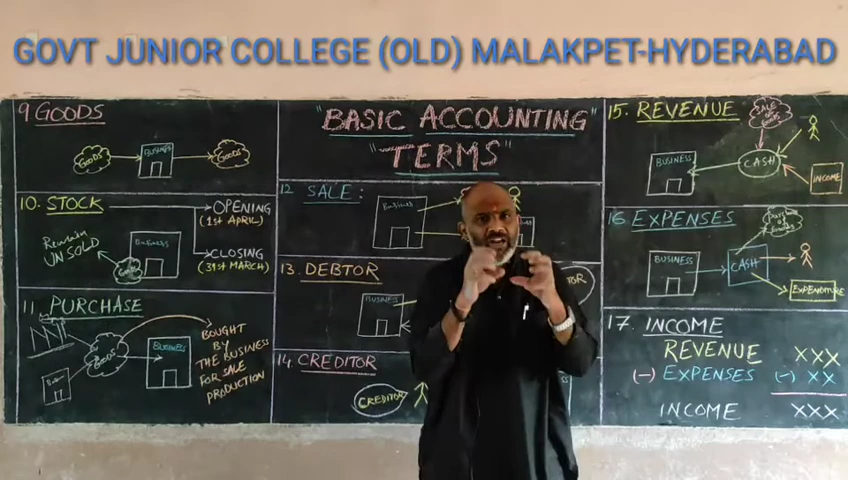 GOVT JUNIOR COLLEGE (OLD) MALAKPET-HYDERABAD
9 GOODS
GOODS
BUSINESS
GOODS
10. STOCK
OPENING
(1st APRIL)
Remain
UNSOLD
Business
GOODS
CLOSING
(31st MARCH)
11. PURCHASE
GOODS
BUSINESS
BOUGHT
BY
THE BUSINESS
FOR SALE
PRODUCTION
"BASIC ACCOUNTING
TERMS"
12 SALE:
Business
13. DEBTOR
BUSINESS
TOR
14. CREDITOR
CREDITOR
15. REVENUE
SALE
OF
GOODS
BUSINESS
CASH
INCOME
16. EXPENSES
BUSINESS
CASH
EXPENDITURE
17. INCOME
REVENUE XXX
(-) EXPENSES (-) XX
INCOME XXX